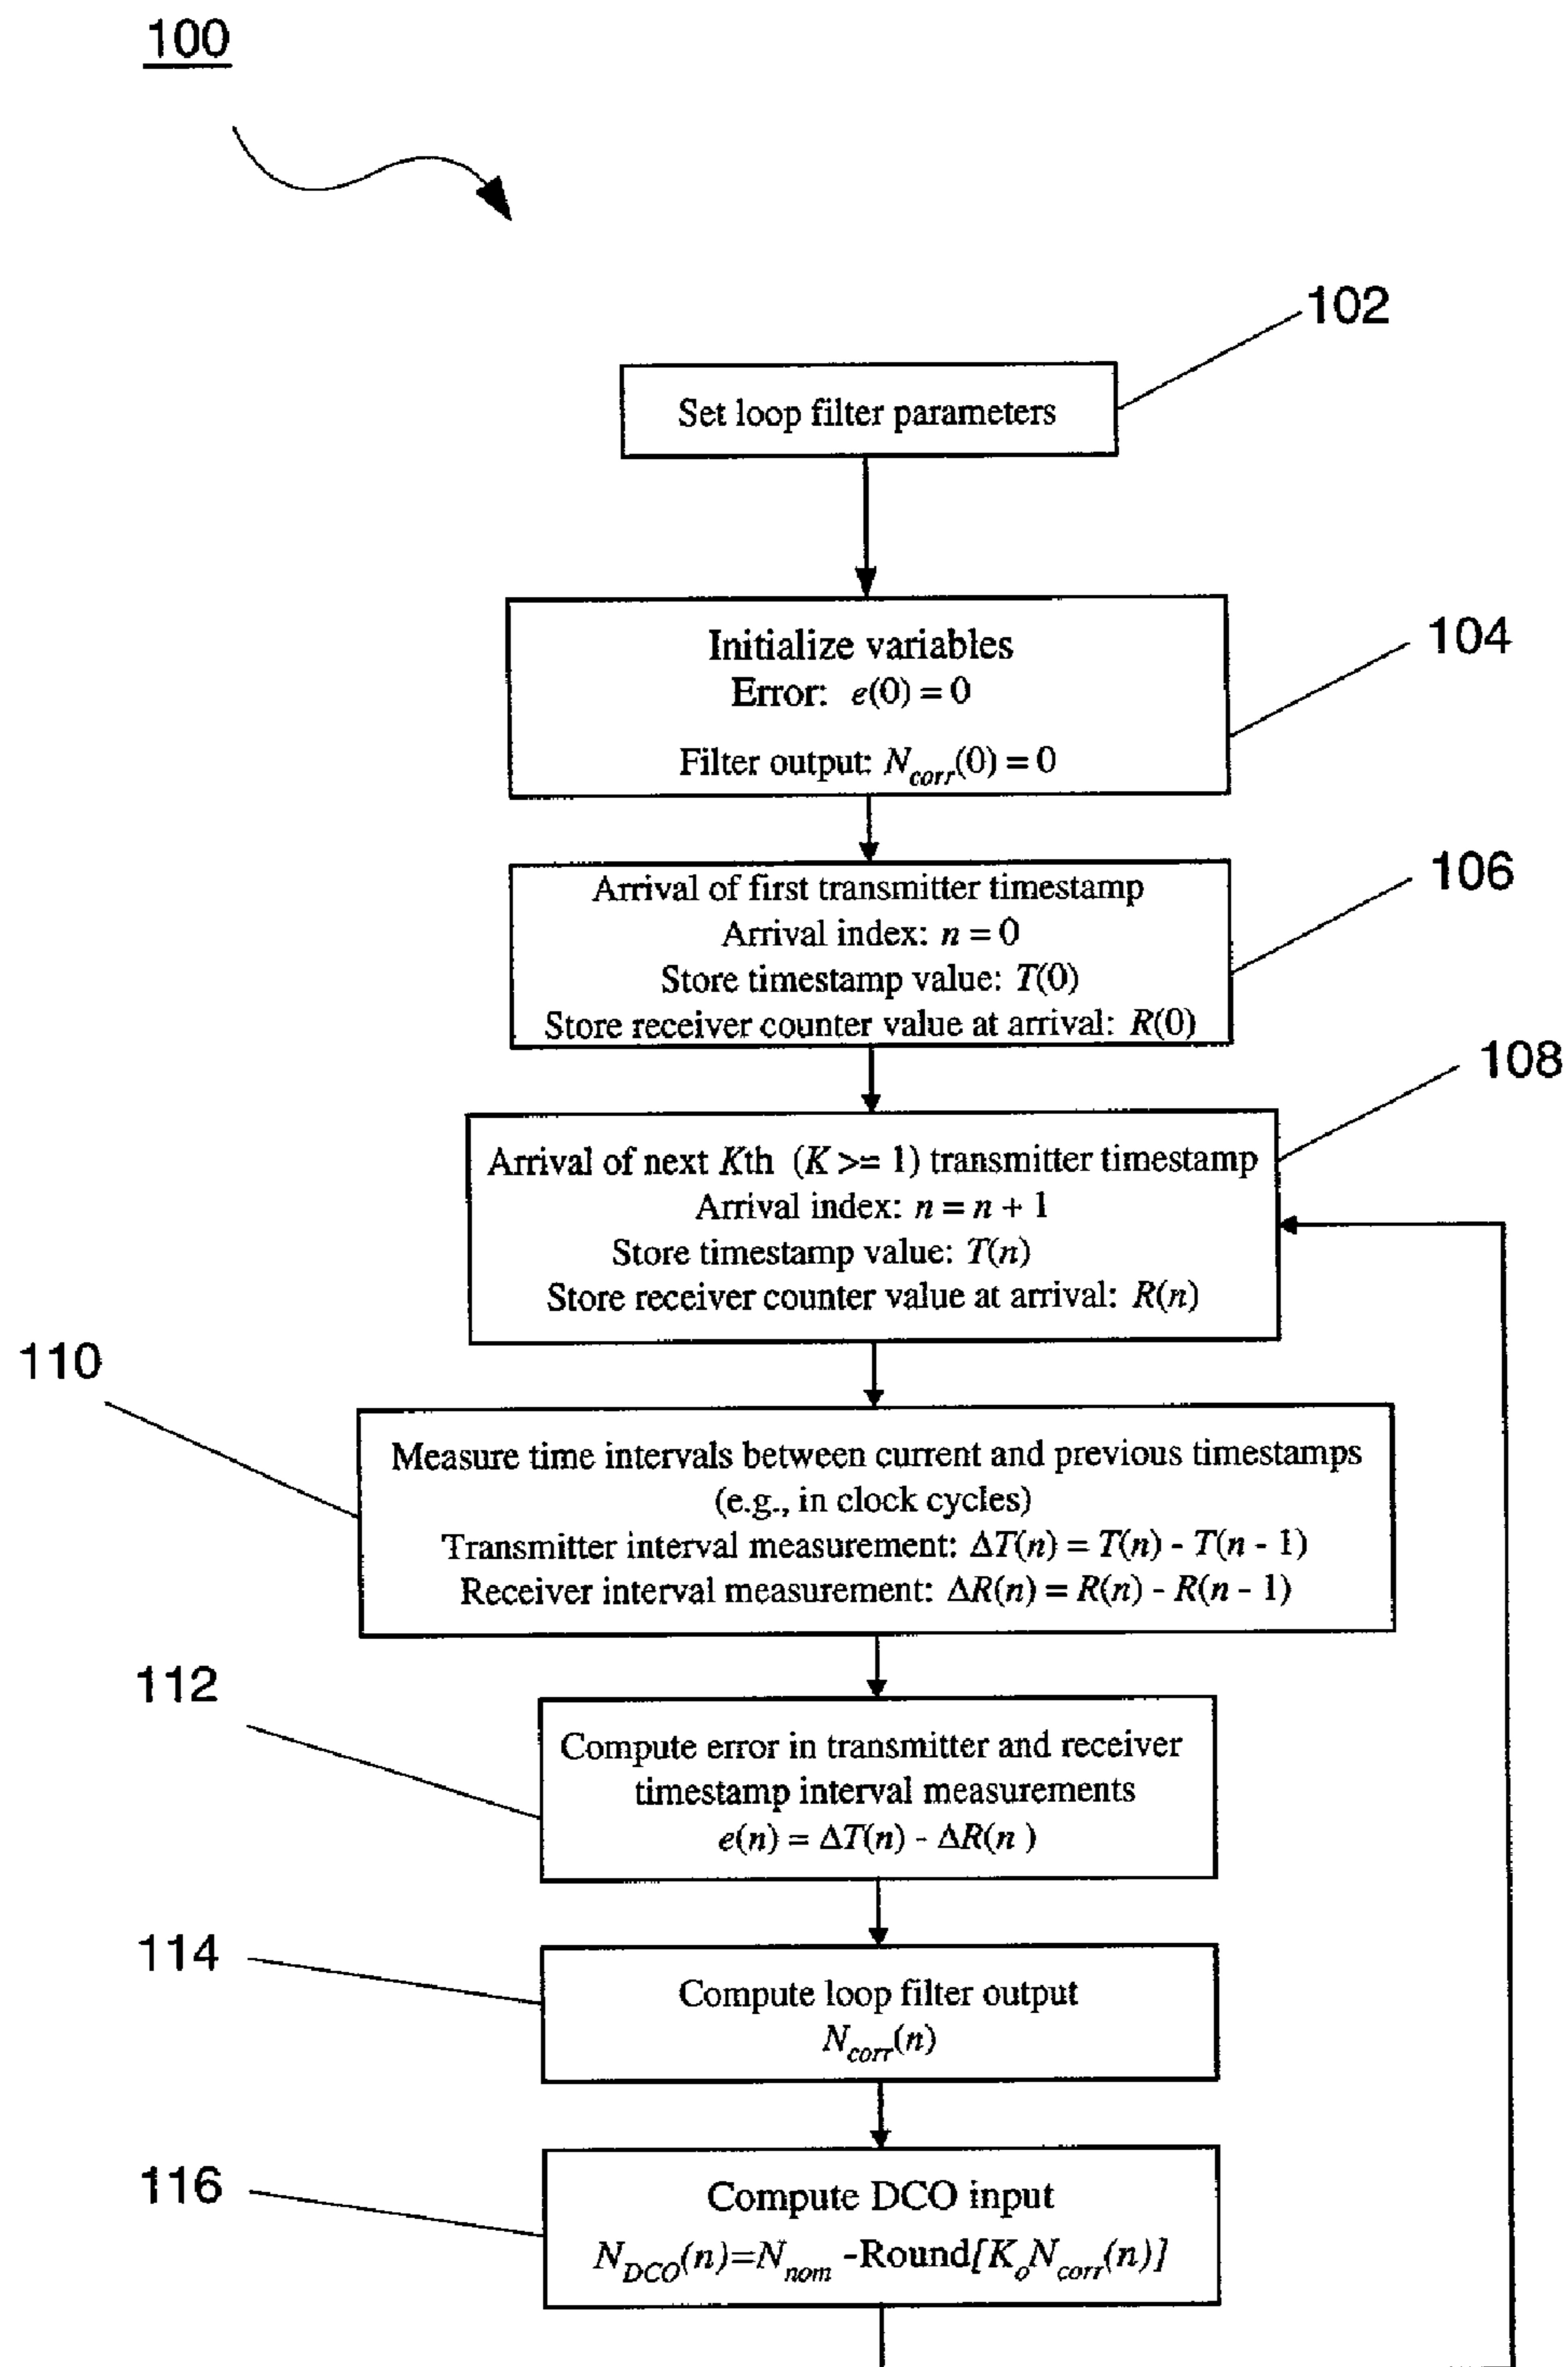 100
102
Set loop filter parameters
104
Initialize variables
Error: e(0) = 0
Filter output: N_corr(0) = 0
106
Arrival of first transmitter timestamp
Arrival index: n = 0
Store timestamp value: T(0)
Store receiver counter value at arrival: R(0)
108
Arrival of next Kth (K >= 1) transmitter timestamp
Arrival index: n = n + 1
Store timestamp value: T(n)
Store receiver counter value at arrival: R(n)
110
Measure time intervals between current and previous timestamps
(e.g., in clock cycles)
Transmitter interval measurement: ΔT(n) = T(n) - T(n - 1)
Receiver interval measurement: ΔR(n) = R(n) - R(n - 1)
112
Compute error in transmitter and receiver
timestamp interval measurements
e(n) = ΔT(n) - ΔR(n )
114
Compute loop filter output
N_corr(n)
116
Compute DCO input
N_DCO(n)=N_nom -Round[K_oN_corr(n)]